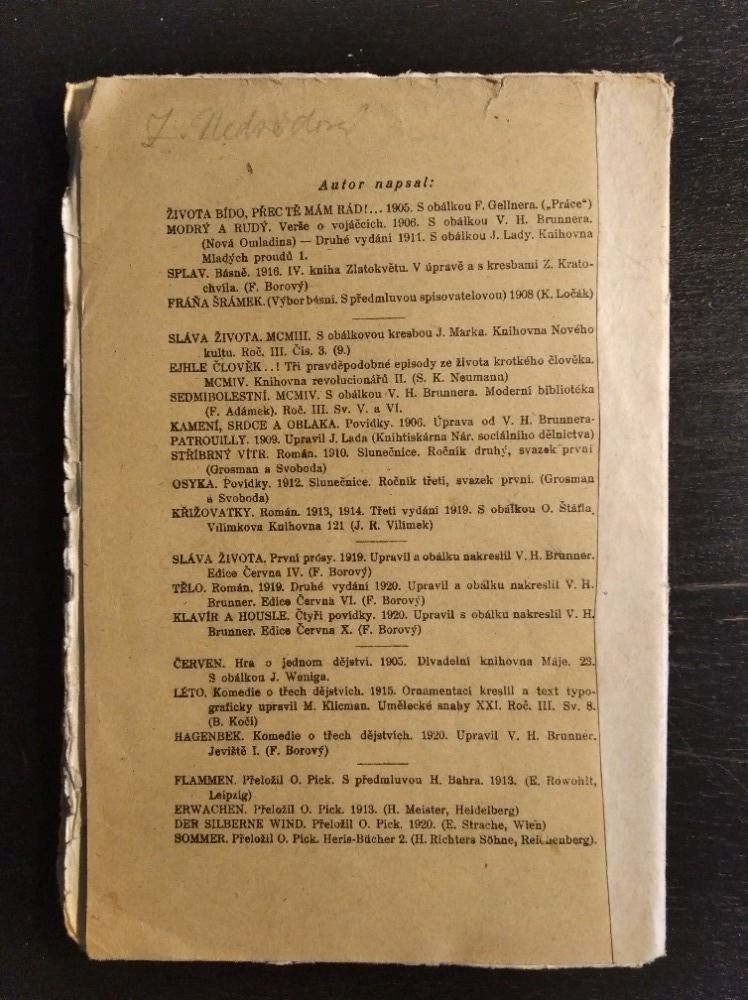 Autor napsal:
ŽIVOTA BÍDO, PŘEC TĚ MÁM RÁD!... 1905. S obálkou F. Gellnera. („Práce“)
MODRÝ A RUDÝ. Verše o vojáčcích. 1906. S obálkou V. H. Brunnera.
(Nová Omladina) — Druhé vydání 1911. S obálkou J. Lady. Knihovna
Mladých proudů 1.
SPLAV. Básně. 1916. IV. kniha Zlatokvětu. V úpravě a s kresbami Z. Krato-
chvíla. (F. Borový)
FRÁŇA ŠRÁMEK. (Výbor básní. S předmluvou spisovatelovou) 1908 (K. Ločák)
SLÁVA ŽIVOTA. MCMIII. S obálkovou kresbou J. Marka. Knihovna Nového
kultu. Roč. III. Čís. 3. (9.)
EJHLE ČLOVĚK..! Tři pravděpodobné episody ze života krotkého člověka.
MCMIV. Knihovna revolucionářů II. (S. K. Neumann)
SEDMIBOLESTNÍ. MCMIV. S obálkou V. H. Brunnera. Moderní bibliotéka
(F. Adámek). Roč. III. Sv. V. a VI.
KAMENÍ, SRDCE A OBLAKA. Povídky. 1906. Úprava od V. H. Brunnera-
PATROUILLY. 1909. Upravil J. Lada (Knihtiskárna Nár. sociálního dělnictva)
STŘÍBRNÝ VÍTR. Román. 1910. Slunečnice. Ročník druhý, svazek první
(Grosman a Svoboda)
OSYKA. Povídky. 1912. Slunečnice. Ročník třetí, svazek první. (Grosman
a Svoboda)
KŘIŽOVATKY. Román. 1913, 1914. Třetí vydání 1919. S obálkou O. Štáfla.
Vilímkova Knihovna 121 (J. R. Vilímek)
SLÁVA ŽIVOTA. První prósy. 1919. Upravil a obálku nakreslil V. H. Brunner.
Edice Června IV. (F. Borový)
TĚLO. Román. 1919. Druhé vydání 1920. Upravil a obálku nakreslil V. H.
Brunner. Edice Června VI. (F. Borový)
KLAVÍR A HOUSLE. Čtyři povídky. 1920. Upravil s obálku nakreslil V. H.
Brunner. Edice Června X. (F. Borový)
ČERVEN. Hra o jednom dějství. 1905. Divadelní knihovna Máje. 23.
S obálkou J. Weniga.
LÉTO. Komedie o třech dějstvích. 1915. Ornamentaci kreslil a text typo-
graficky upravil M. Klicman. Umělecké snahy XXI. Roč. III. Sv. 8.
(B. Kočí)
HAGENBEK. Komedie o třech dějstvích. 1920. Upravil V. H. Brunner.
Jeviště I. (F. Borový)
FLAMMEN. Přeložil O. Pick. S předmluvou H. Bahra. 1913. (E. Rowohlt,
Leipzig)
ERWACHEN. Přeložil O. Pick. 1913. (H. Meister, Heidelberg)
DER SILBERNE WIND. Přeložil O. Pick. 1920. (E. Strache, Wien)
SOMMER. Přeložil O. Pick. Heris-Bücher 2. (H. Richters Söhne, Reichenberg).